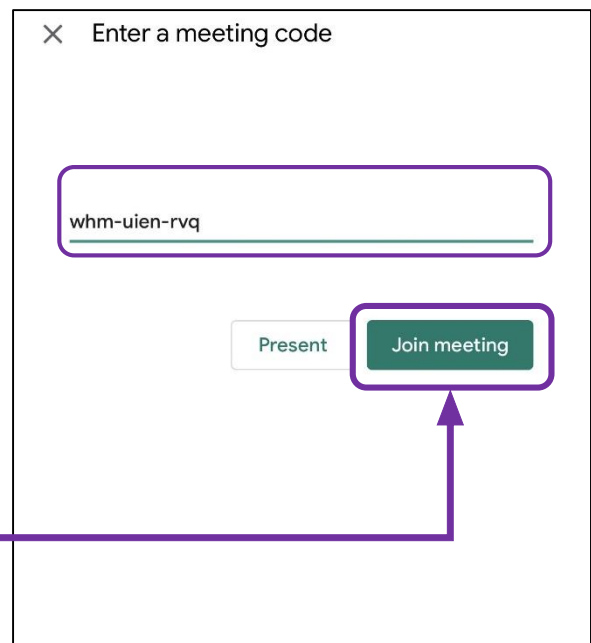 Enter a meeting code
whm-uien-rvq
Present
Join meeting